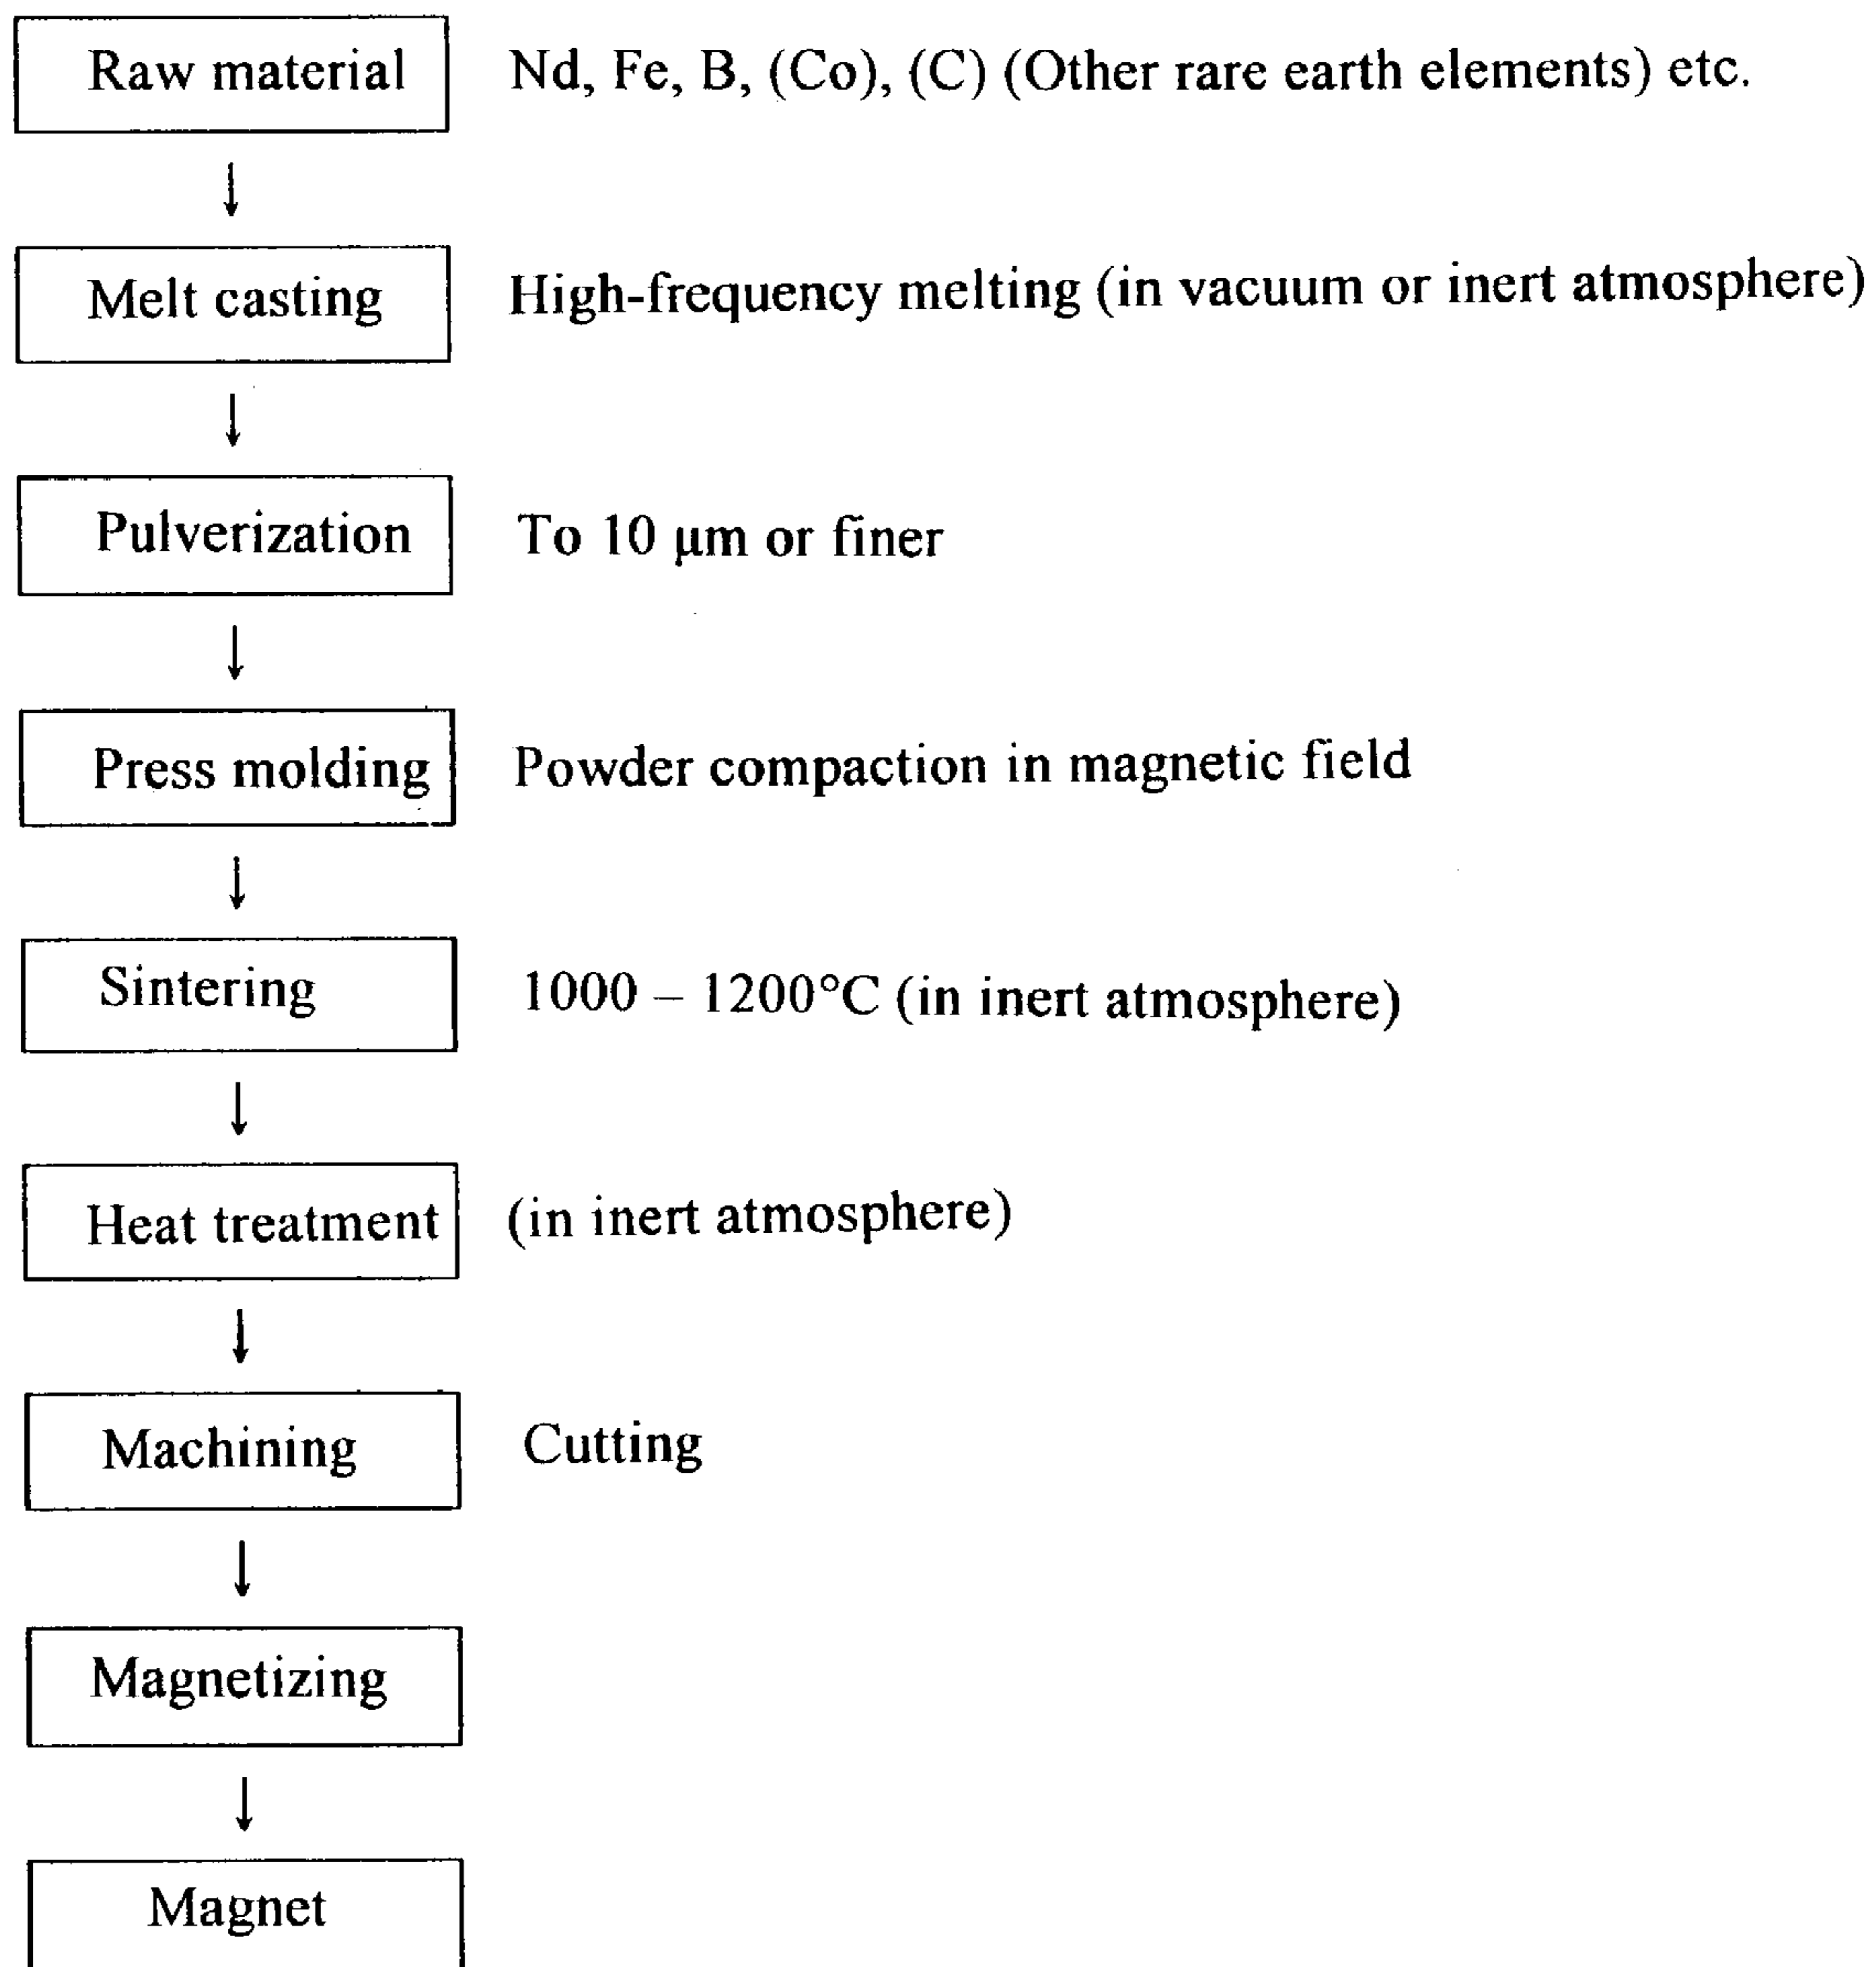 Raw material Nd, Fe, B, (Co), (C) (Other rare earth elements) etc.
Melt casting High-frequency melting (in vacuum or inert atmosphere)
Pulverization To 10 μm or finer
Press molding Powder compaction in magnetic field
Sintering 1000 – 1200°C (in inert atmosphere)
Heat treatment (in inert atmosphere)
Machining Cutting
Magnetizing
Magnet